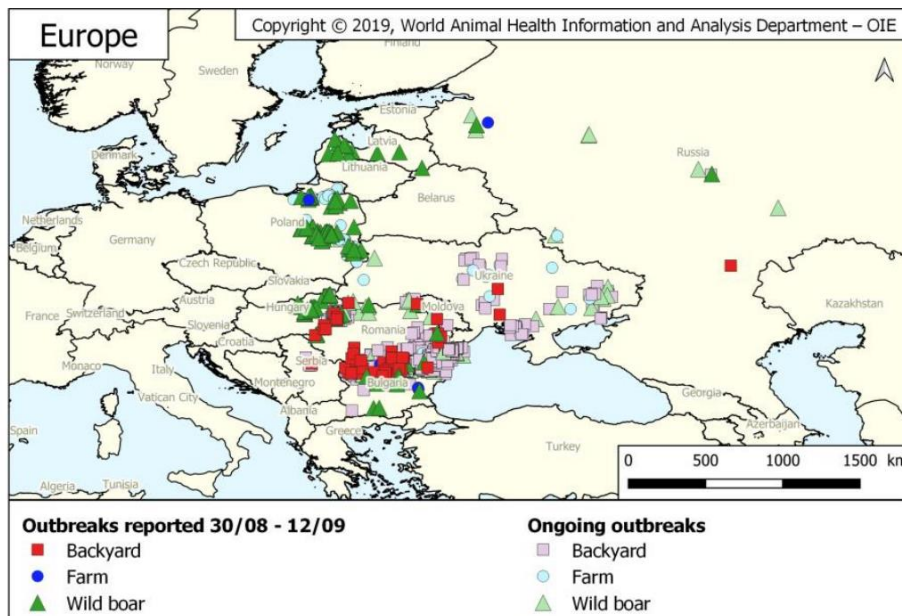 Europe
Copyright © 2019, World Animal Health Information and Analysis Department – OIE
Finland
Norway
Sweden
Estonia
Russia
Latvia
Denmark
Lithuania
Belarus
Netherlands
Poland
Belgium
Germany
Czech Republic
Ukraine
Slovakia
Kazakhstan
Austria
Hungary
Moldova
France
Switzerland
Slovenia
Romania
Croatia
Serbia
Monaco
Italy
Bulgaria
Montenegro
Georgia
Vatican City
Albania
Azerbaijan
Spain
Greece
Turkey
Algeria
Tunisia
0 500 1000 1500 km
Outbreaks reported 30/08 - 12/09
Backyard
Farm
Wild boar
Ongoing outbreaks
Backyard
Farm
Wild boar